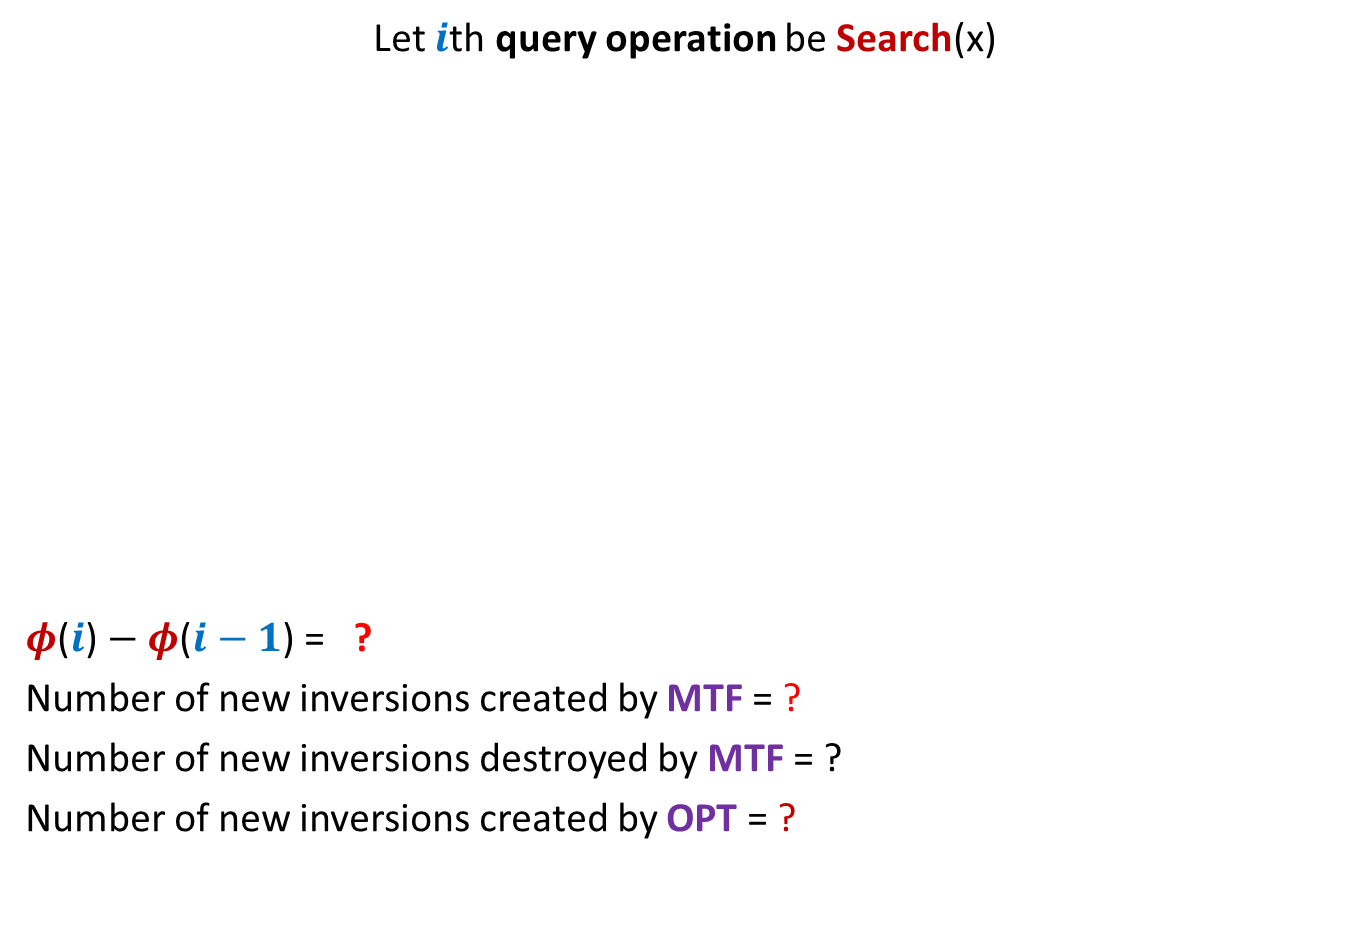 Let ith query operation be Search(x)
ϕ(i) − ϕ(i − 1) = ?
Number of new inversions created by MTF = ?
Number of new inversions destroyed by MTF = ?
Number of new inversions created by OPT = ?